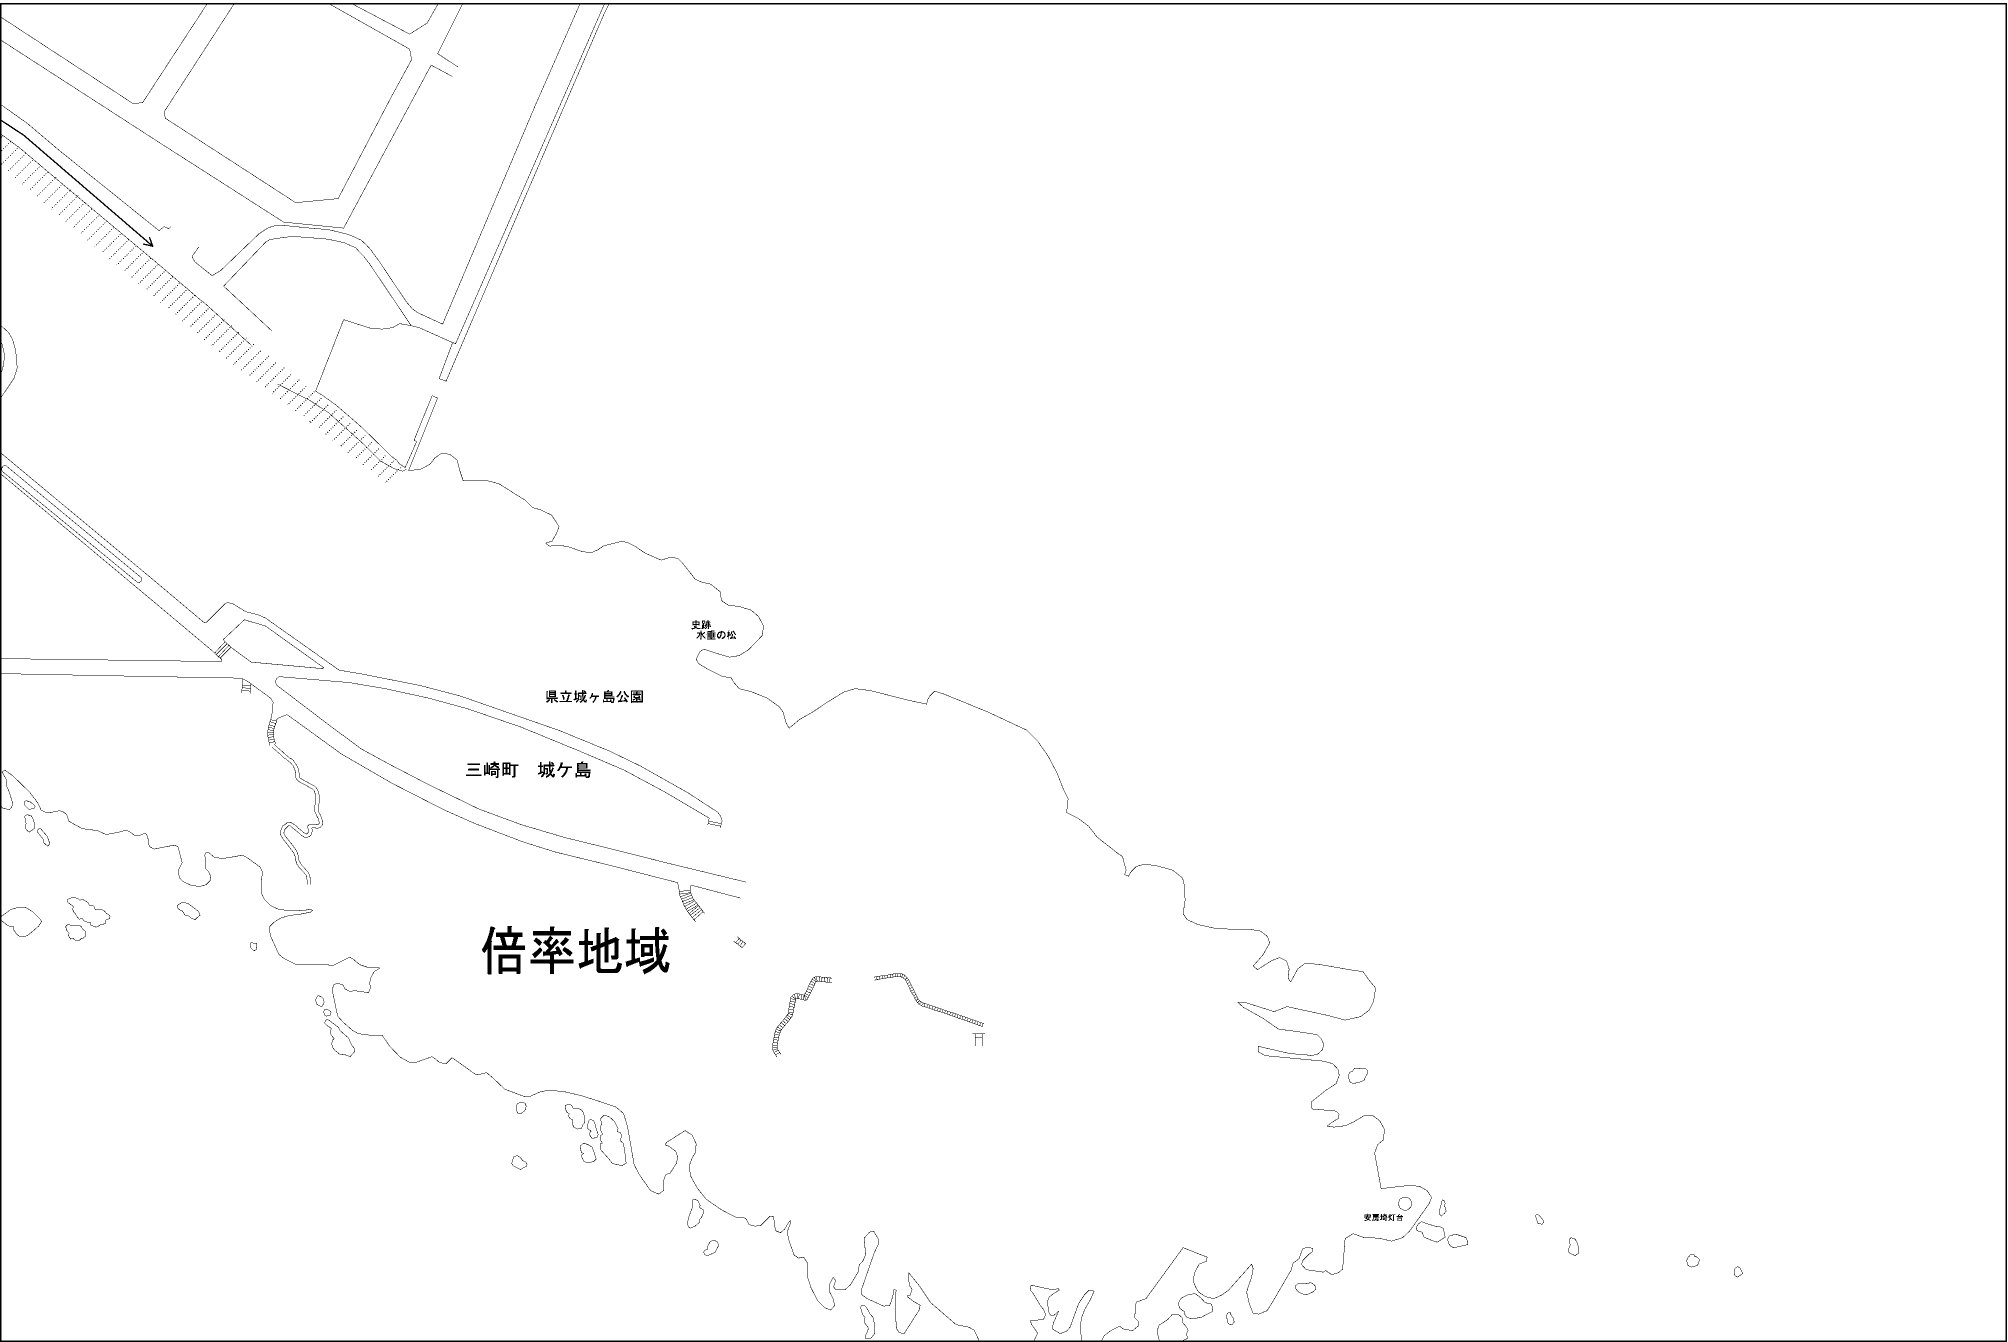 史跡
水垂の松
県立城ヶ島公園
三崎町　城ケ島
倍率地域
安房埼灯台